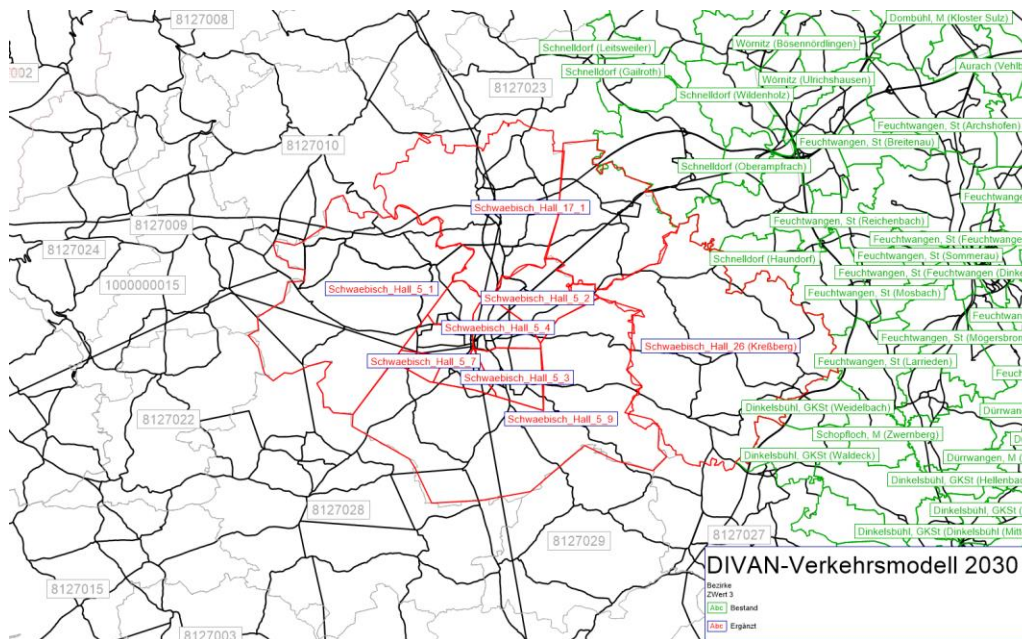 8127008
Dombühl, M (Kloster Sulz)
Schnelldorf (Leitsweiler)
Wörnitz (Bösennördlingen)
Aurach (Vehlb
7002
Schnelldorf (Gailroth)
Wörnitz (Ulrichshausen)
8127023
Schnelldorf (Wildenholz)
Feuchtwangen, St (Archshofen)
8127010
Feuchtwangen, St (Breitenau)
Schnelldorf (Oberampfrach)
Feuchtwange
Schwaebisch_Hall_17_1
Feuchtwangen, St (Reichenbach)
8127009
Feuchtwangen, St (Feuchtwange
8127024
Schnelldorf (Haundorf)
Feuchtwangen, St (Sommerau)
Feuchtwangen, St (Feuchtwangen (Dinke
1000000015
Schwaebisch_Hall_5_1
Schwaebisch_Hall_5_2
Feuchtwangen, St (Mosbach)
Feuchtwan
Schwaebisch_Hall_5_4
Feuchtwangen, St (Mögersbron
Schwaebisch_Hall_26 (Kreßberg)
Schwaebisch_Hall_5_7
Feuchtwangen, St (Larrieden)
Schwaebisch_Hall_5_3
Feuch
Dinkelsbühl, GKSt (Weidelbach)
Dürrwan
8127022
Schwaebisch_Hall_5_9
Schopfloch, M (Zwernberg)
Dinkelsbühl, GKSt (Waldeck)
Dürrwangen, M (
Dinkelsbühl, GKSt (Hellenbac
8127028
Dinkelsbühl, GKSt (
8127029
8127027
Dinkelsbühl, GKSt (Dinkelsbühl (Mitt
DIVAN-Verkehrsmodell 2030
8127015
Bezirke
ZWert 3
Abc Bestand
Abc Ergänzt
8127003